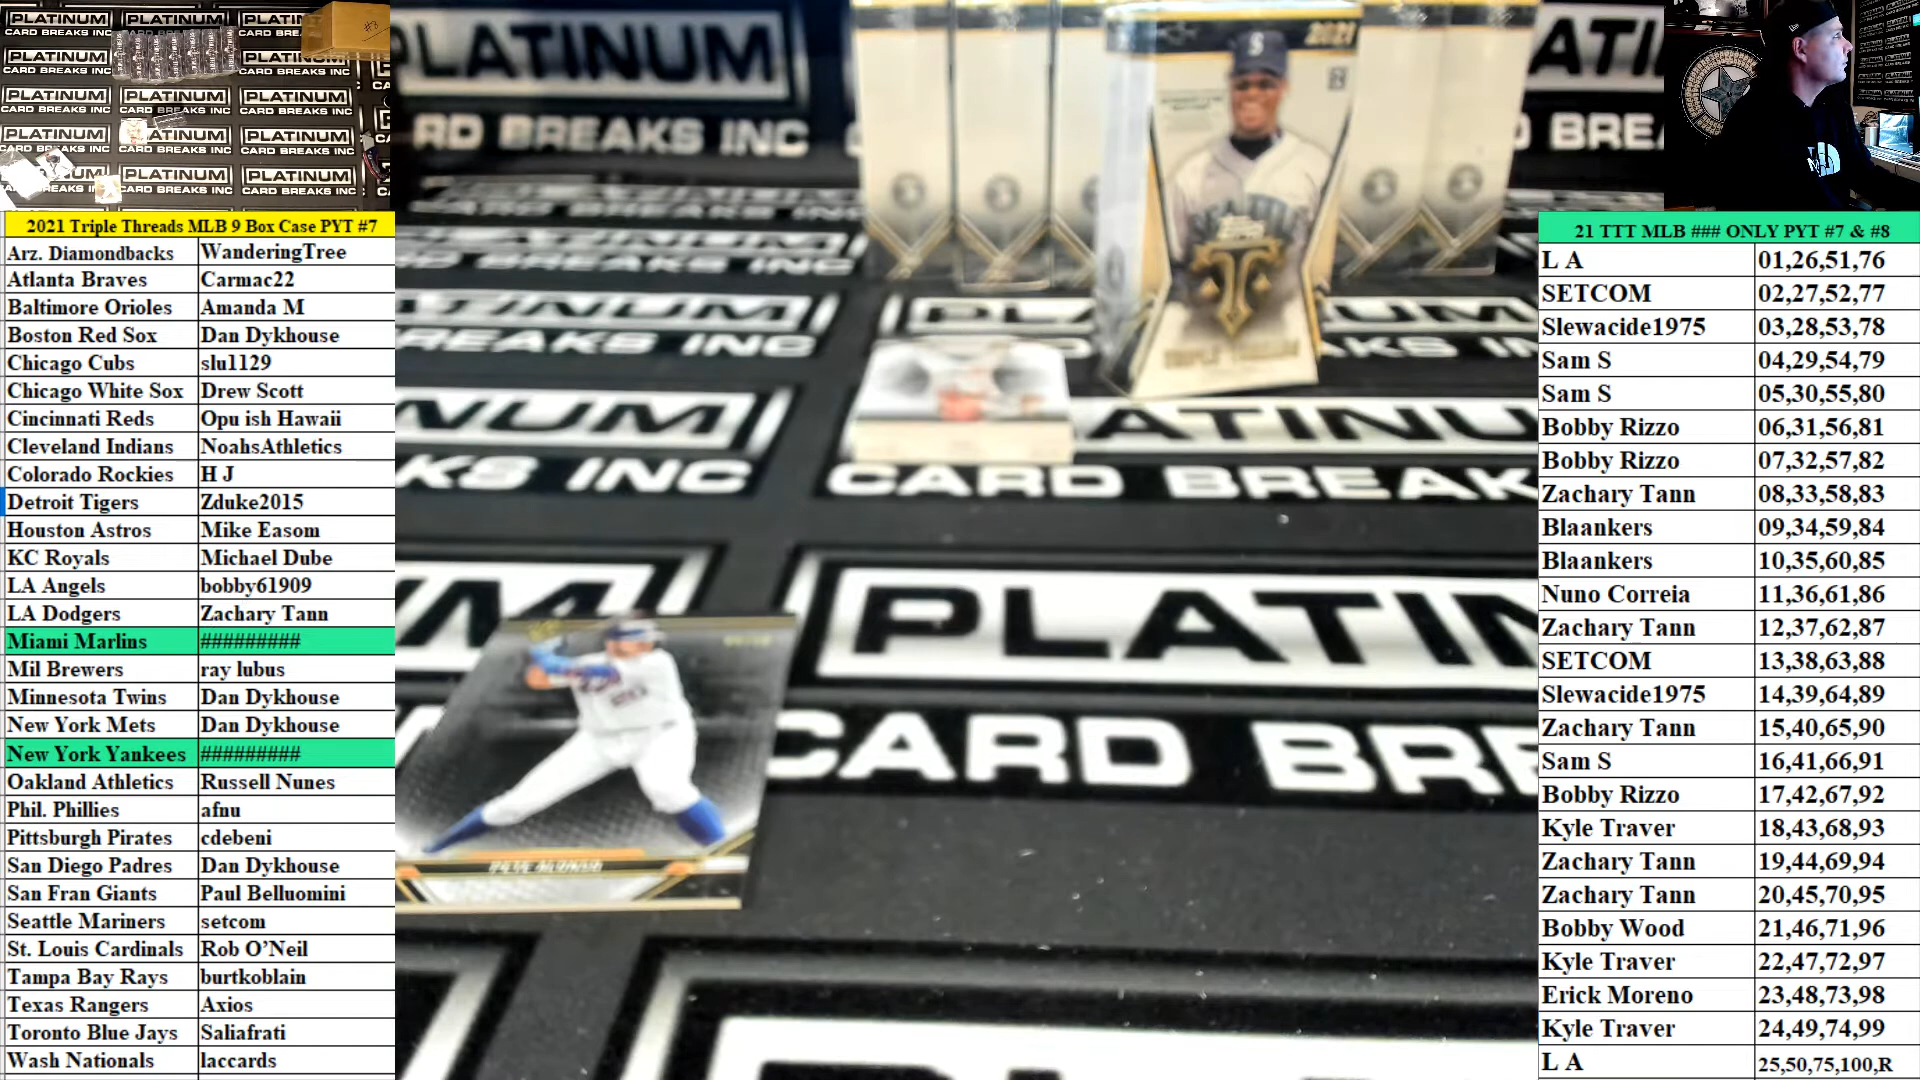 2021 Triple Threads MLB 9 Box Case PYT #7
Arz. Diamondbacks WanderingTree
Atlanta Braves Carmac22
Baltimore Orioles Amanda M
Boston Red Sox Dan Dykhouse
Chicago Cubs slu1129
Chicago White Sox Drew Scott
Cincinnati Reds Opu ish Hawaii
Cleveland Indians NoahsAthletics
Colorado Rockies H J
Detroit Tigers Zduke2015
Houston Astros Mike Easom
KC Royals Michael Dube
LA Angels bobby61909
LA Dodgers Zachary Tann
Miami Marlins #########
Mil Brewers ray lubus
Minnesota Twins Dan Dykhouse
New York Mets Dan Dykhouse
New York Yankees #########
Oakland Athletics Russell Nunes
Phil. Phillies afnu
Pittsburgh Pirates cdebeni
San Diego Padres Dan Dykhouse
San Fran Giants Paul Belluomini
Seattle Mariners setcom
St. Louis Cardinals Rob O’Neil
Tampa Bay Rays burtkoblain
Texas Rangers Axios
Toronto Blue Jays Saliafrati
Wash Nationals laccards
PLATINUM
RD BREAKS INC
2021
SEATTLE
TRIPLE THREADS
CARD BREAK
PLATIN
CARD BRE
PETE ALONSO
21 TTT MLB ### ONLY PYT #7 & #8
L A 01,26,51,76
SETCOM 02,27,52,77
Slewacide1975 03,28,53,78
Sam S 04,29,54,79
Sam S 05,30,55,80
Bobby Rizzo 06,31,56,81
Bobby Rizzo 07,32,57,82
Zachary Tann 08,33,58,83
Blaankers 09,34,59,84
Blaankers 10,35,60,85
Nuno Correia 11,36,61,86
Zachary Tann 12,37,62,87
SETCOM 13,38,63,88
Slewacide1975 14,39,64,89
Zachary Tann 15,40,65,90
Sam S 16,41,66,91
Bobby Rizzo 17,42,67,92
Kyle Traver 18,43,68,93
Zachary Tann 19,44,69,94
Zachary Tann 20,45,70,95
Bobby Wood 21,46,71,96
Kyle Traver 22,47,72,97
Erick Moreno 23,48,73,98
Kyle Traver 24,49,74,99
L A 25,50,75,100,R